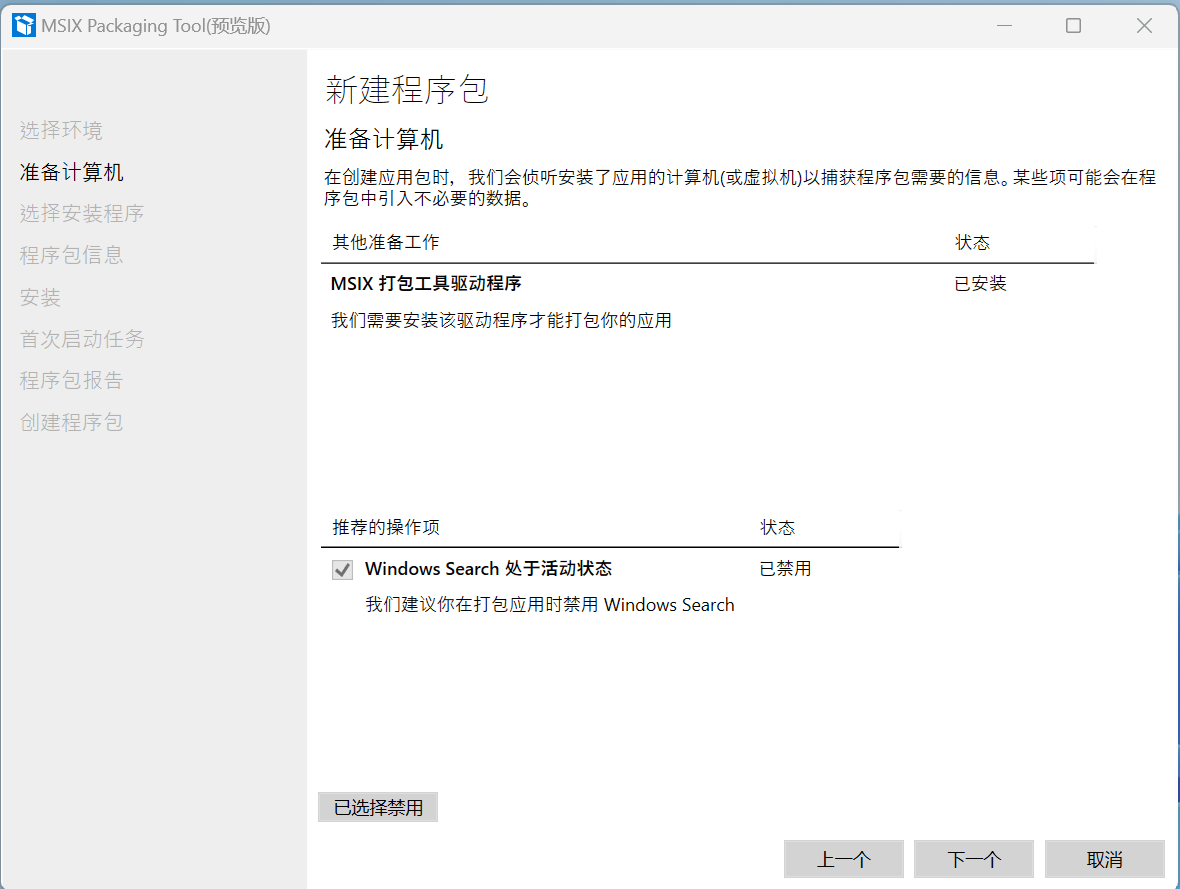 MSIX Packaging Tool(预览版)
选择环境
准备计算机
选择安装程序
程序包信息
安装
首次启动任务
程序包报告
创建程序包
新建程序包
准备计算机
在创建应用包时，我们会侦听安装了应用的计算机(或虚拟机)以捕获程序包需要的信息。某些项可能会在程
序包中引入不必要的数据。
其他准备工作 状态
MSIX 打包工具驱动程序 已安装
我们需要安装该驱动程序才能打包你的应用
推荐的操作项 状态
Windows Search 处于活动状态 已禁用
我们建议你在打包应用时禁用 Windows Search
已选择禁用
上一个 下一个 取消